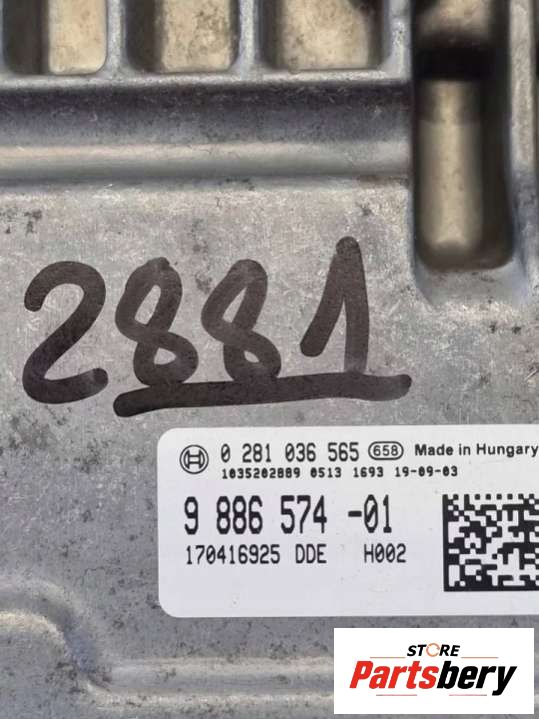 2881
0 281 036 565 658 Made in Hungary
1035202889 0513 1693 19-09-03
9 886 574 -01
170416925 DDE H002
BOSCH
STORE
Partsbery